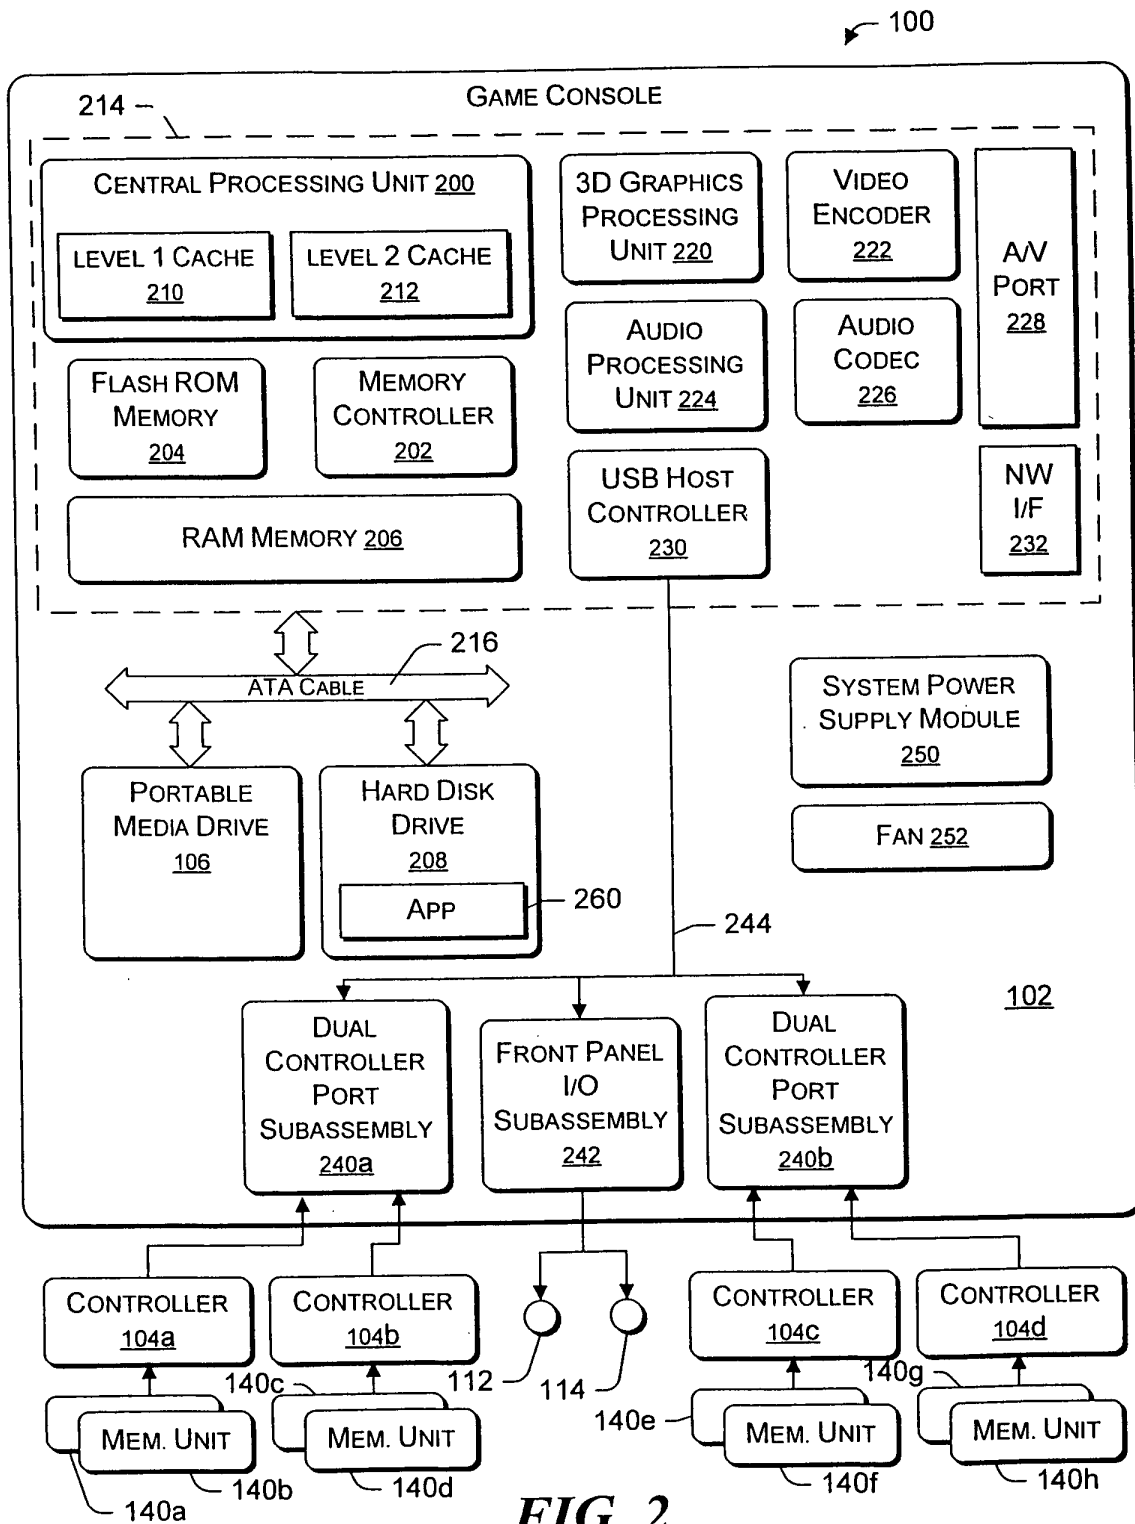 100
GAME CONSOLE
214
CENTRAL PROCESSING UNIT 200
LEVEL 1 CACHE
210
LEVEL 2 CACHE
212
3D GRAPHICS
PROCESSING
UNIT 220
VIDEO
ENCODER
222
A/V
PORT
228
AUDIO
PROCESSING
UNIT 224
AUDIO
CODEC
226
FLASH ROM
MEMORY
204
MEMORY
CONTROLLER
202
USB HOST
CONTROLLER
230
NW
I/F
232
RAM MEMORY 206
216
ATA CABLE
SYSTEM POWER
SUPPLY MODULE
250
PORTABLE
MEDIA DRIVE
106
HARD DISK
DRIVE
208
APP
260
FAN 252
244
102
DUAL
CONTROLLER
PORT
SUBASSEMBLY
240a
FRONT PANEL
I/O
SUBASSEMBLY
242
DUAL
CONTROLLER
PORT
SUBASSEMBLY
240b
CONTROLLER
104a
CONTROLLER
104b
CONTROLLER
104c
CONTROLLER
104d
112
114
140c
140e
140g
MEM. UNIT
MEM. UNIT
MEM. UNIT
MEM. UNIT
140a
140b
140d
140f
140h
FIG. 2